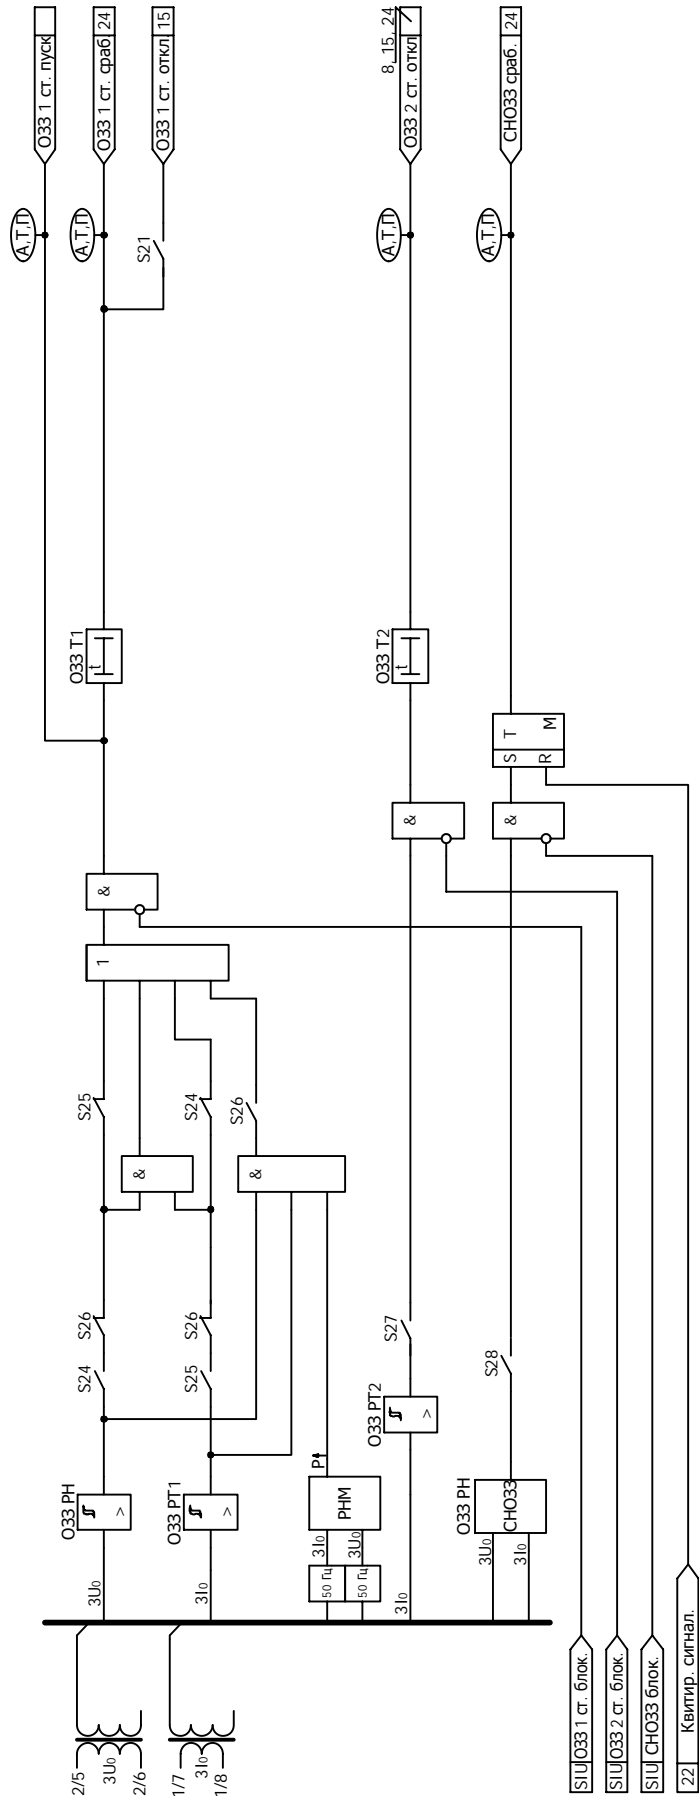 ОЗЗ 1 ст. пуск
ОЗЗ 1 ст. сраб. 24
ОЗЗ 1 ст. откл 15
8, 15, 24
ОЗЗ 2 ст. откл
СНОЗЗ сраб. 24
А,Т,П
А,Т,П
А,Т,П
А,Т,П
S21
ОЗЗ Т1
t
ОЗЗ Т2
t
S T
R M
&
&
&
1
S25
S24
S26
&
&
S26
S24
S26
S25
S27
S28
ОЗЗ РН
>
ОЗЗ РТ1
>
P
РНМ
ОЗЗ РТ2
>
ОЗЗ РН
СНОЗЗ
3U0
3I0
3I0
3U0
50 Гц
50 Гц
3I0
3U0
3I0
2/5
3U0
2/6
1/7
3I0
1/8
SIU ОЗЗ 1 ст. блок.
SIU ОЗЗ 2 ст. блок.
SIU СНОЗЗ блок.
22 Квитир. сигнал.